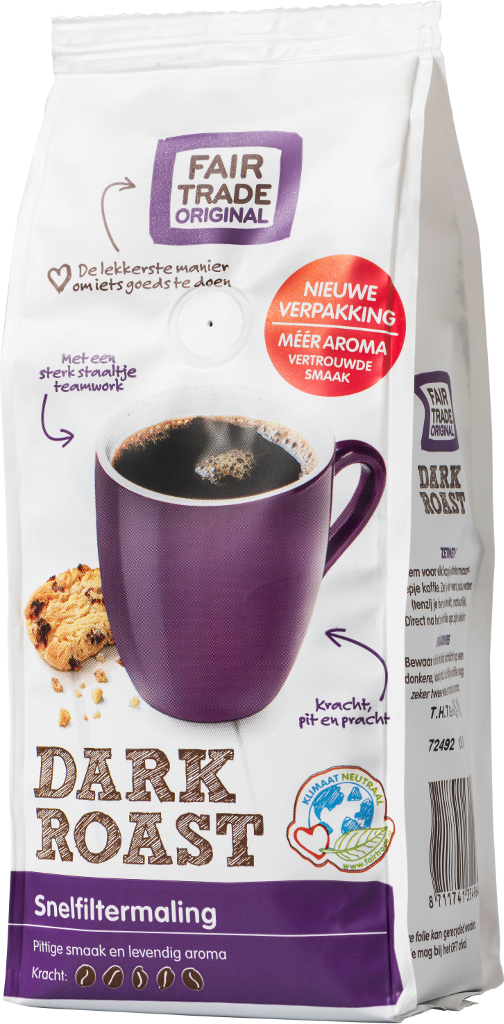 FAIR
TRADE
ORIGINAL
De lekkerste manier
om iets goeds te doen
NIEUWE
VERPAKKING
MÉÉR AROMA
VERTROUWDE
SMAAK
Met een
sterk staaltje
teamwork
FAIR
TRADE
ORIGINAL
DARK
ROAST
Kracht,
pit en pracht
T.H.T.
72492
KLIMAAT NEUTRAAL
DARK
ROAST
Snelfiltermaling
Pittige smaak en levendig aroma
Kracht: